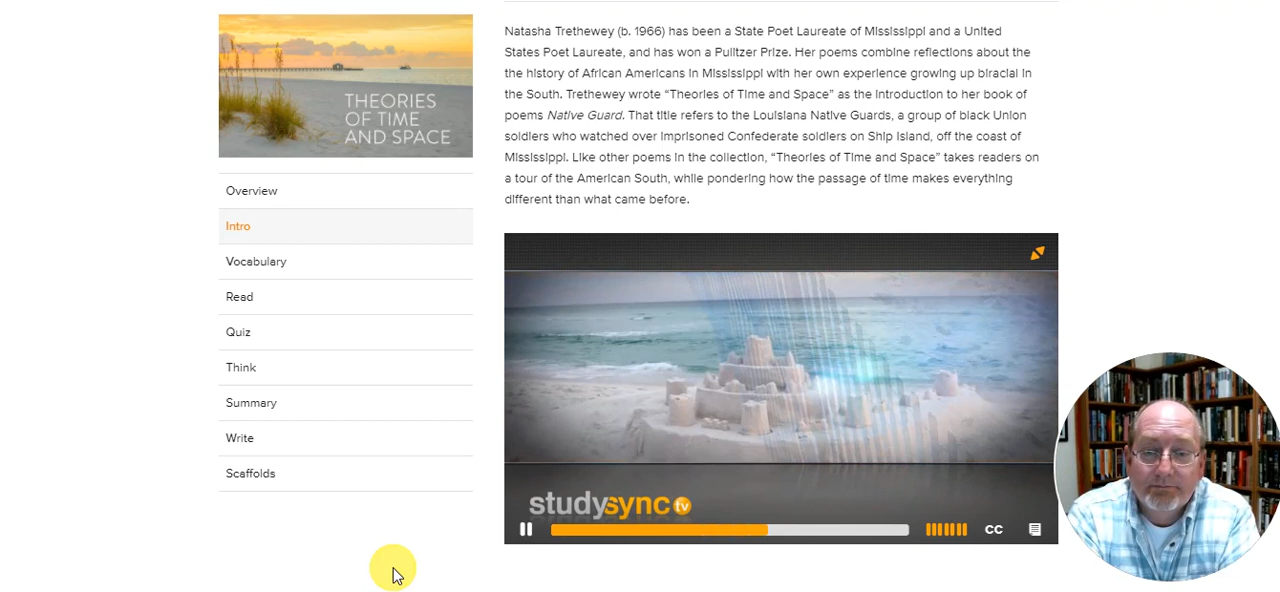 Natasha Trethewey (b. 1966) has been a State Poet Laureate of Mississippi and a United
States Poet Laureate, and has won a Pulitzer Prize. Her poems combine reflections about the
the history of African Americans in Mississippi with her own experience growing up biracial in
the South. Trethewey wrote “Theories of Time and Space” as the introduction to her book of
poems Native Guard. That title refers to the Louisiana Native Guards, a group of black Union
soldiers who watched over imprisoned Confederate soldiers on Ship Island, off the coast of
Mississippi. Like other poems in the collection, “Theories of Time and Space” takes readers on
a tour of the American South, while pondering how the passage of time makes everything
different than what came before.
THEORIES
OF TIME
AND SPACE
Overview
Intro
Vocabulary
Read
Quiz
Think
Summary
Write
Scaffolds
studysync tv
CC